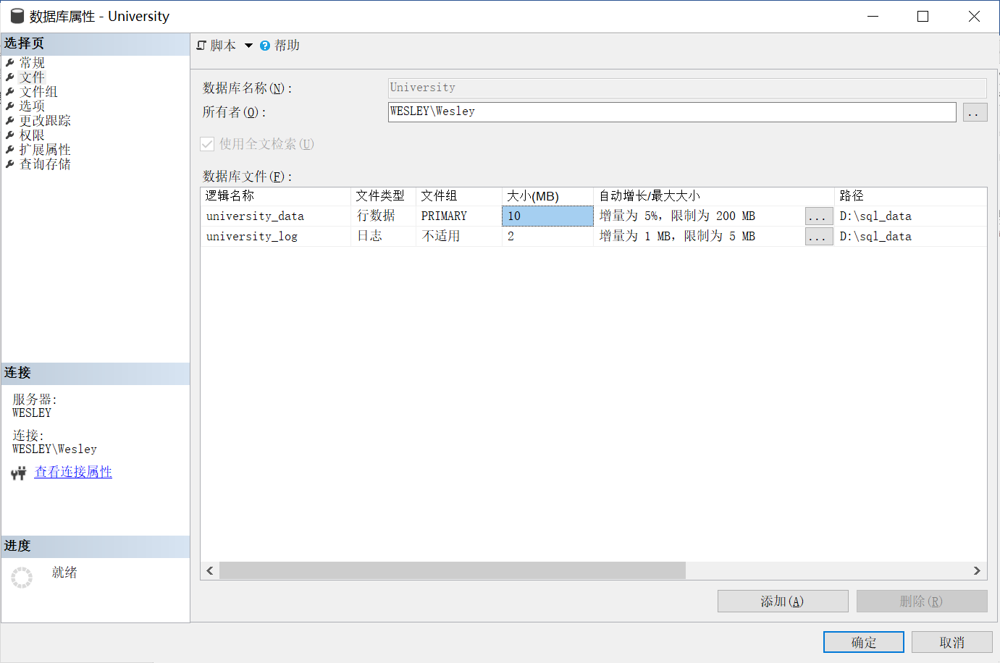 数据库属性 - University
选择页
常规
文件
文件组
选项
更改跟踪
权限
扩展属性
查询存储
连接
服务器:
WESLEY
连接:
WESLEY\Wesley
查看连接属性
进度
就绪
脚本 帮助
数据库名称(N): University
所有者(O): WESLEY\Wesley ..
使用全文检索(U)
数据库文件(F):
逻辑名称 文件类型 文件组 大小(MB) 自动增长/最大大小 路径
university_data 行数据 PRIMARY 10 增量为 5%，限制为 200 MB ... D:\sql_data
university_log 日志 不适用 2 增量为 1 MB，限制为 5 MB ... D:\sql_data
添加(A) 删除(R)
确定 取消